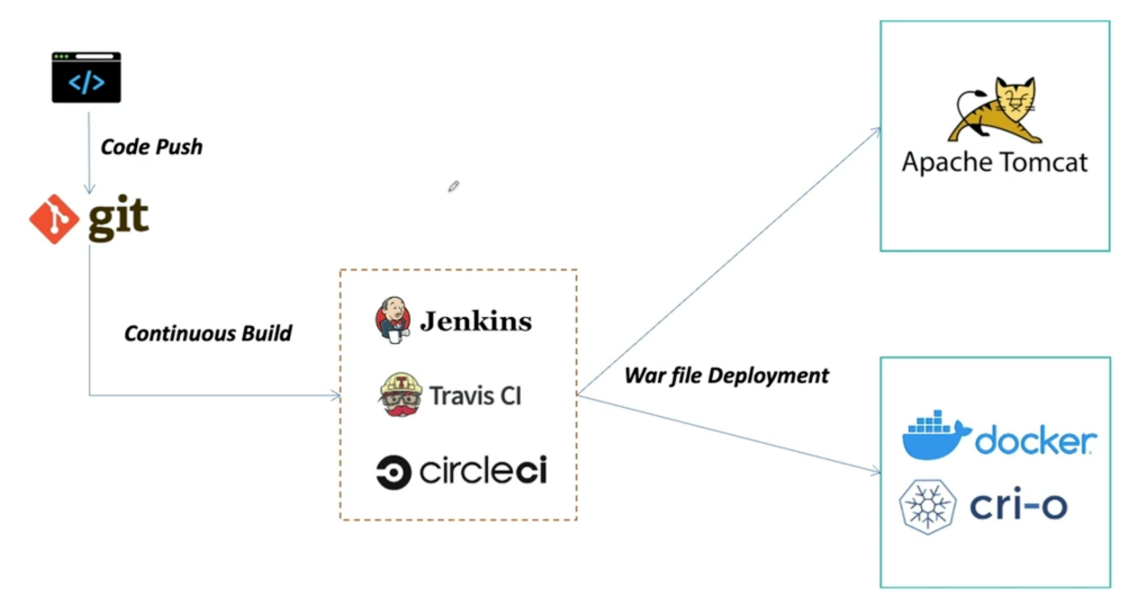 </>
Code Push
git
Continuous Build
Jenkins
Travis CI
circleci
War file Deployment
Apache Tomcat
docker
cri-o